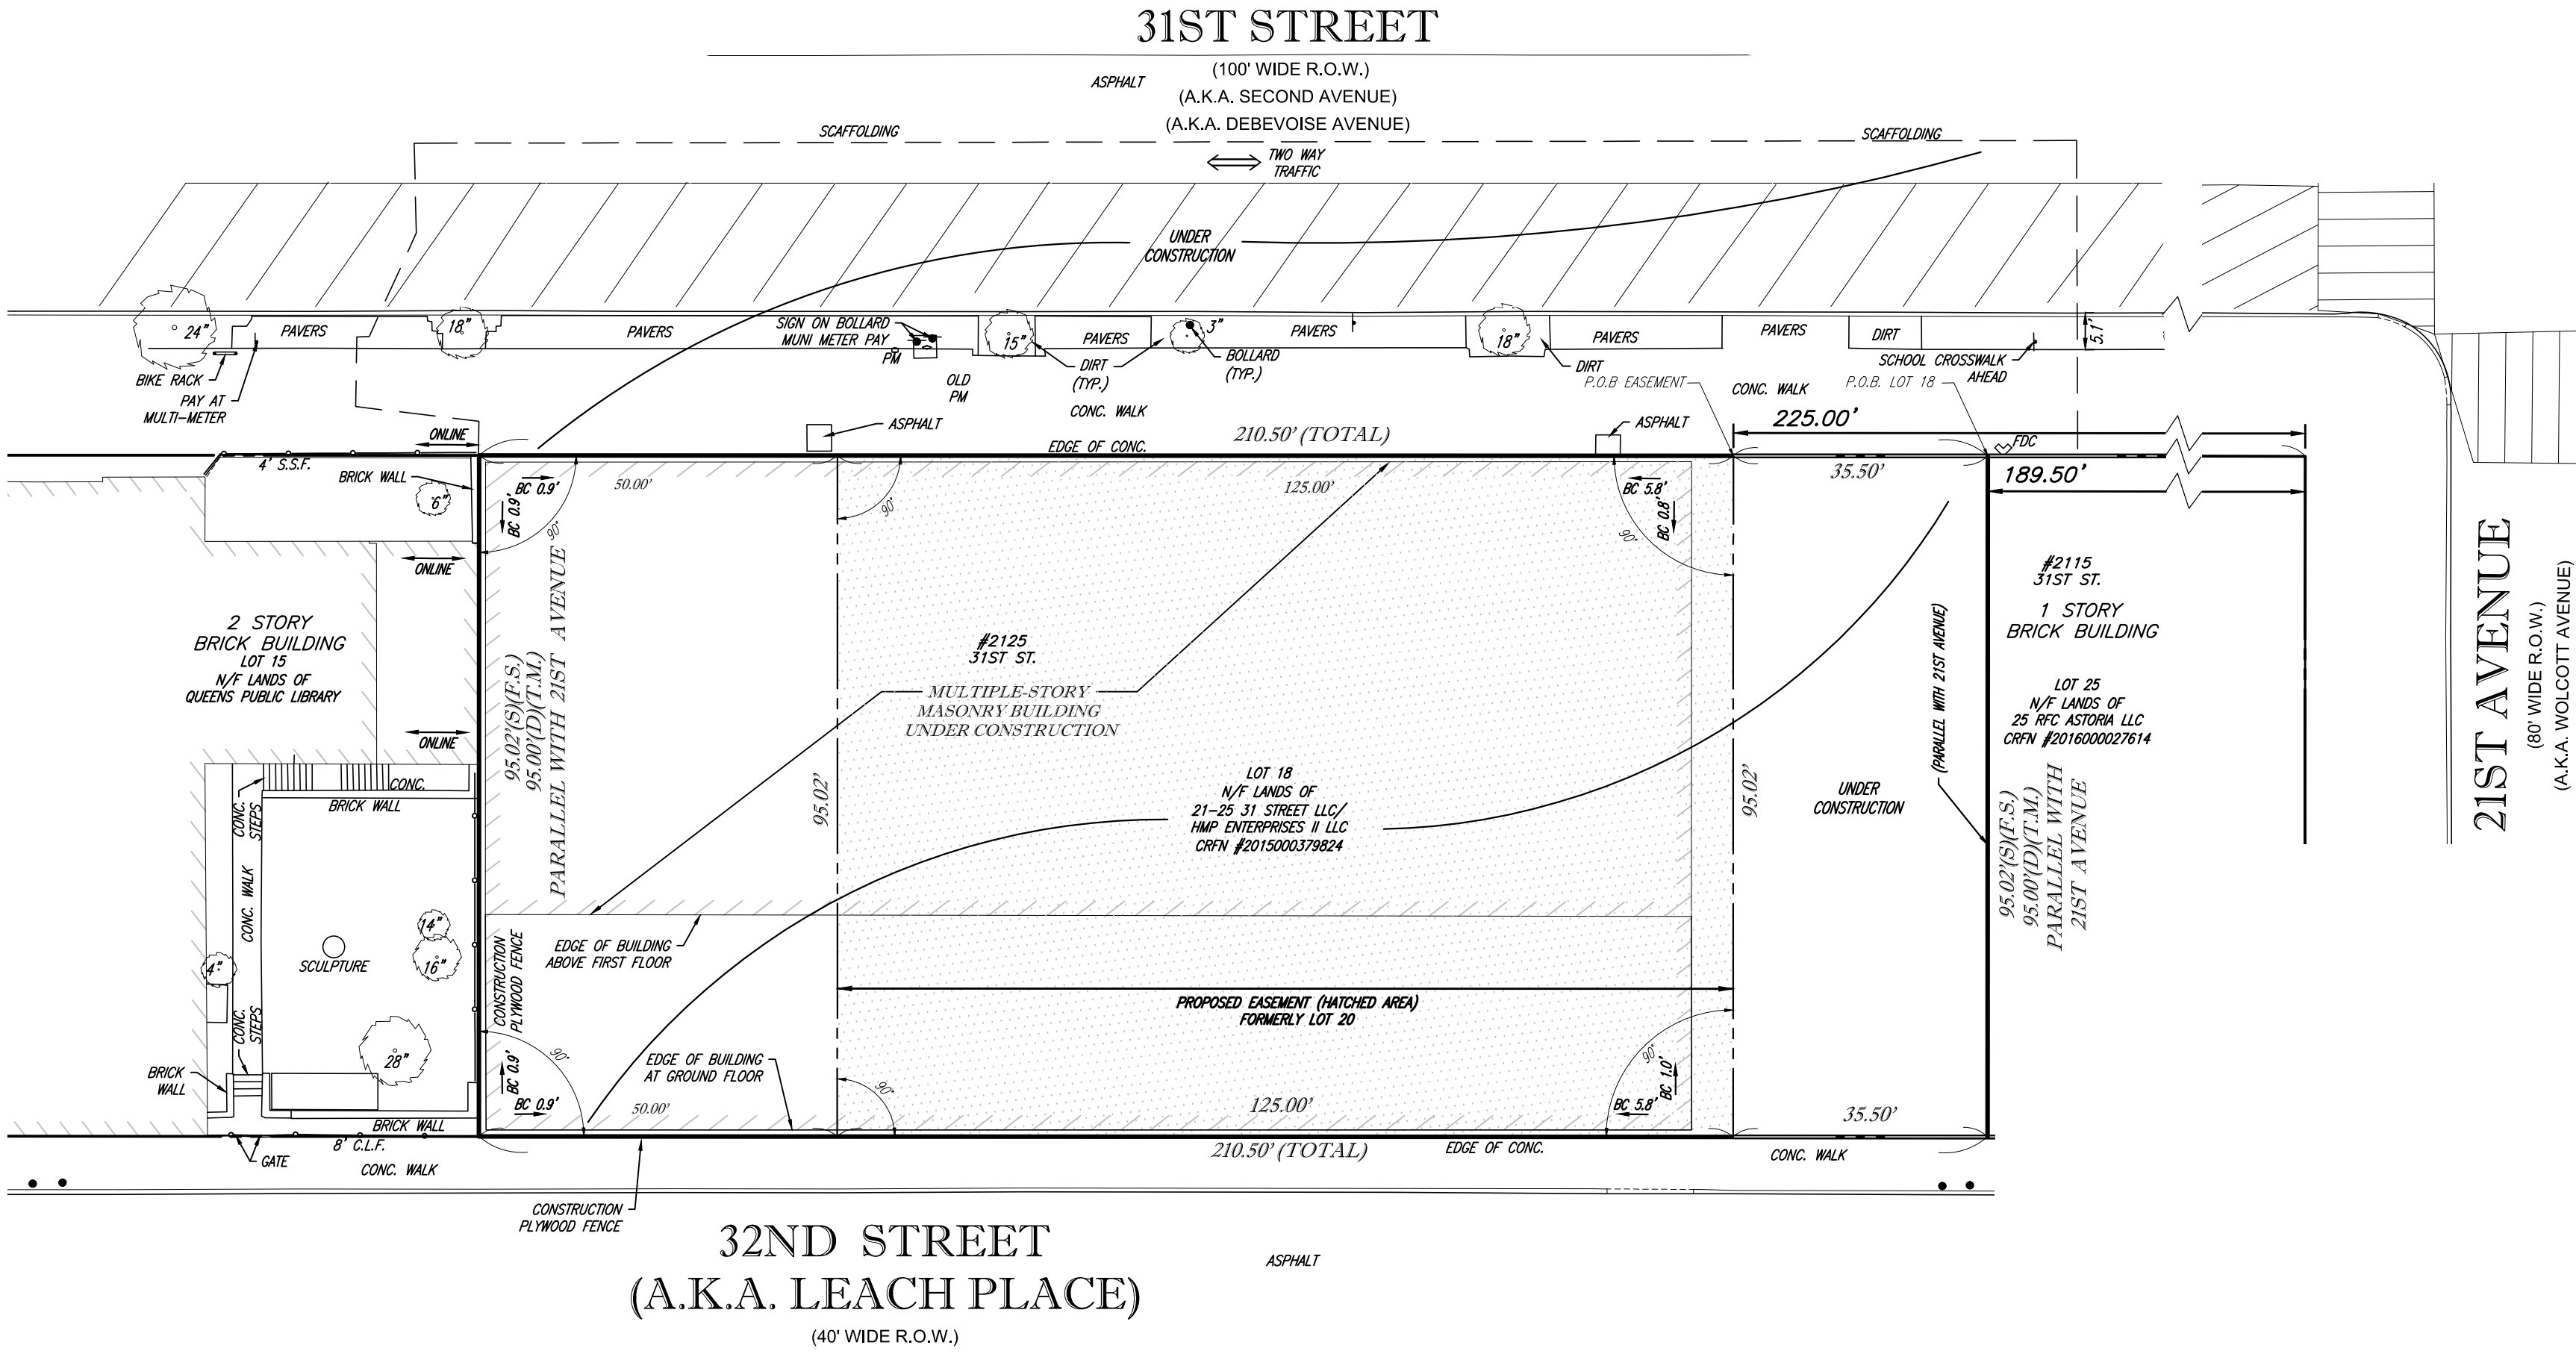 31ST STREET
(100' WIDE R.O.W.)
ASPHALT
(A.K.A. SECOND AVENUE)
(A.K.A. DEBEVOISE AVENUE)
SCAFFOLDING
SCAFFOLDING
TWO WAY
TRAFFIC
UNDER
CONSTRUCTION
24"
PAVERS
18"
PAVERS
SIGN ON BOLLARD
MUNI METER PAY
PM
15"
PAVERS
3"
PAVERS
18"
PAVERS
PAVERS
DIRT
5.1'
BIKE RACK
PAY AT
MULTI-METER
OLD
PM
DIRT
(TYP.)
BOLLARD
(TYP.)
DIRT
SCHOOL CROSSWALK
AHEAD
P.O.B EASEMENT
CONC. WALK
P.O.B. LOT 18
CONC. WALK
ASPHALT
ASPHALT
225.00'
ONLINE
EDGE OF CONC.
210.50' (TOTAL)
FDC
4' S.S.F.
BRICK WALL
6"
BC 0.9'
BC 0.9'
90°
50.00'
90°
125.00'
BC 5.8'
BC 0.8'
90°
35.50'
189.50'
ONLINE
2 STORY
BRICK BUILDING
LOT 15
N/F LANDS OF
QUEENS PUBLIC LIBRARY
ONLINE
95.02'(S)(F.S.)
95.00'(D)(T.M.)
PARALLEL WITH 21ST AVENUE
#2125
31ST ST.
MULTIPLE-STORY
MASONRY BUILDING
UNDER CONSTRUCTION
95.02'
LOT 18
N/F LANDS OF
21-25 31 STREET LLC/
HMP ENTERPRISES II LLC
CRFN #2015000379824
95.02'
UNDER
CONSTRUCTION
(PARALLEL WITH 21ST AVENUE)
#2115
31ST ST.
1 STORY
BRICK BUILDING
LOT 25
N/F LANDS OF
25 RFC ASTORIA LLC
CRFN #2016000027614
95.02'(S)(F.S.)
95.00'(D)(T.M.)
PARALLEL WITH
21ST AVENUE
21ST AVENUE
(80' WIDE R.O.W.)
(A.K.A. WOLCOTT AVENUE)
CONC.
BRICK WALL
CONC.
STEPS
CONC. WALK
SCULPTURE
14"
16"
4"
28"
CONC.
STEPS
BRICK
WALL
CONSTRUCTION
PLYWOOD FENCE
EDGE OF BUILDING
ABOVE FIRST FLOOR
PROPOSED EASEMENT (HATCHED AREA)
FORMERLY LOT 20
EDGE OF BUILDING
AT GROUND FLOOR
90°
BC 0.9'
BC 0.9'
50.00'
90°
125.00'
90°
BC 5.8'
BC 1.0'
35.50'
BRICK WALL
8' C.L.F.
GATE
CONC. WALK
210.50' (TOTAL)
EDGE OF CONC.
CONC. WALK
CONSTRUCTION
PLYWOOD FENCE
32ND STREET
(A.K.A. LEACH PLACE)
(40' WIDE R.O.W.)
ASPHALT